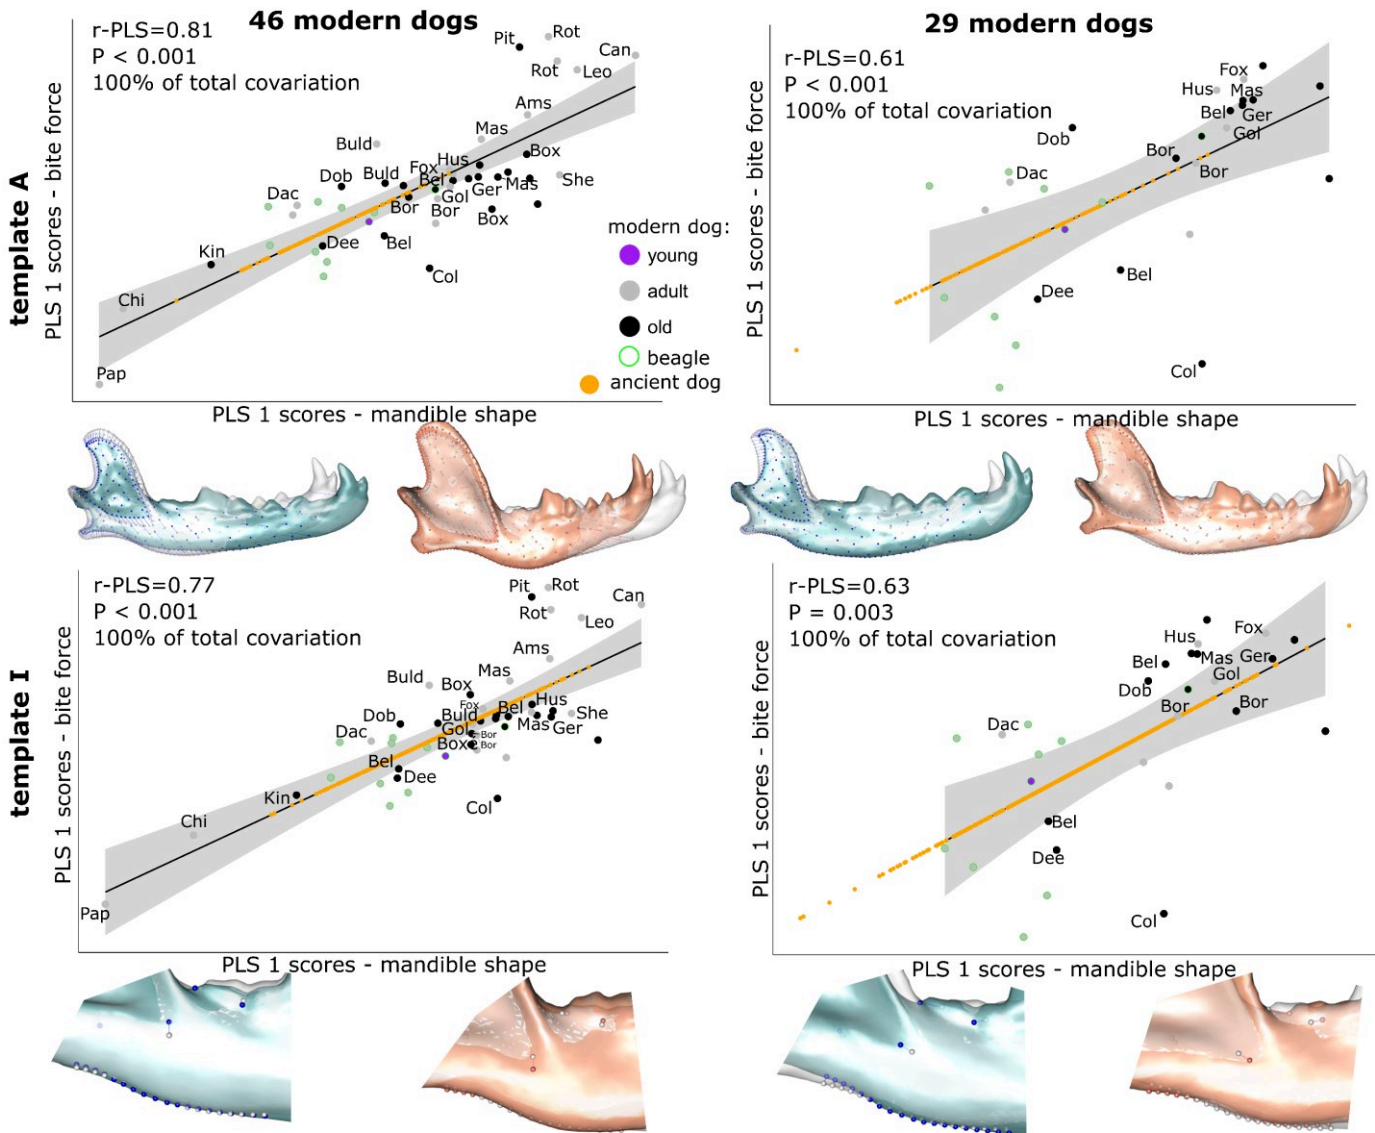 46 modern dogs
29 modern dogs
template A
PLS 1 scores - bite force
r-PLS=0.81
P < 0.001
100% of total covariation
Pit
Rot
Can
Rot
Leo
Ams
Mas
Buld
Box
Hus
Fox
Dob
Buld
Bel
She
Dac
Gol
Ger
Mas
Bor
Bor
Box
Kin
Dee
Bel
Col
Chi
Pap
PLS 1 scores - mandible shape
modern dog:
young
adult
old
beagle
ancient dog
PLS 1 scores - bite force
r-PLS=0.61
P < 0.001
100% of total covariation
Fox
Hus
Mas
Bel
Ger
Dob
Gol
Bor
Dac
Bor
Bel
Dee
Col
PLS 1 scores - mandible shape
template I
PLS 1 scores - bite force
r-PLS=0.77
P < 0.001
100% of total covariation
Pit
Rot
Can
Rot
Leo
Ams
Mas
Buld
Box
Fox
Hus
Bel
Dob
Buld
She
Dac
Gol
Mas
Ger
Bor
Box
Bor
Bel
Dee
Kin
Col
Chi
Pap
PLS 1 scores - mandible shape
PLS 1 scores - bite force
r-PLS=0.63
P = 0.003
100% of total covariation
Fox
Hus
Bel
Mas
Ger
Gol
Dob
Bor
Bor
Dac
Bel
Dee
Col
PLS 1 scores - mandible shape